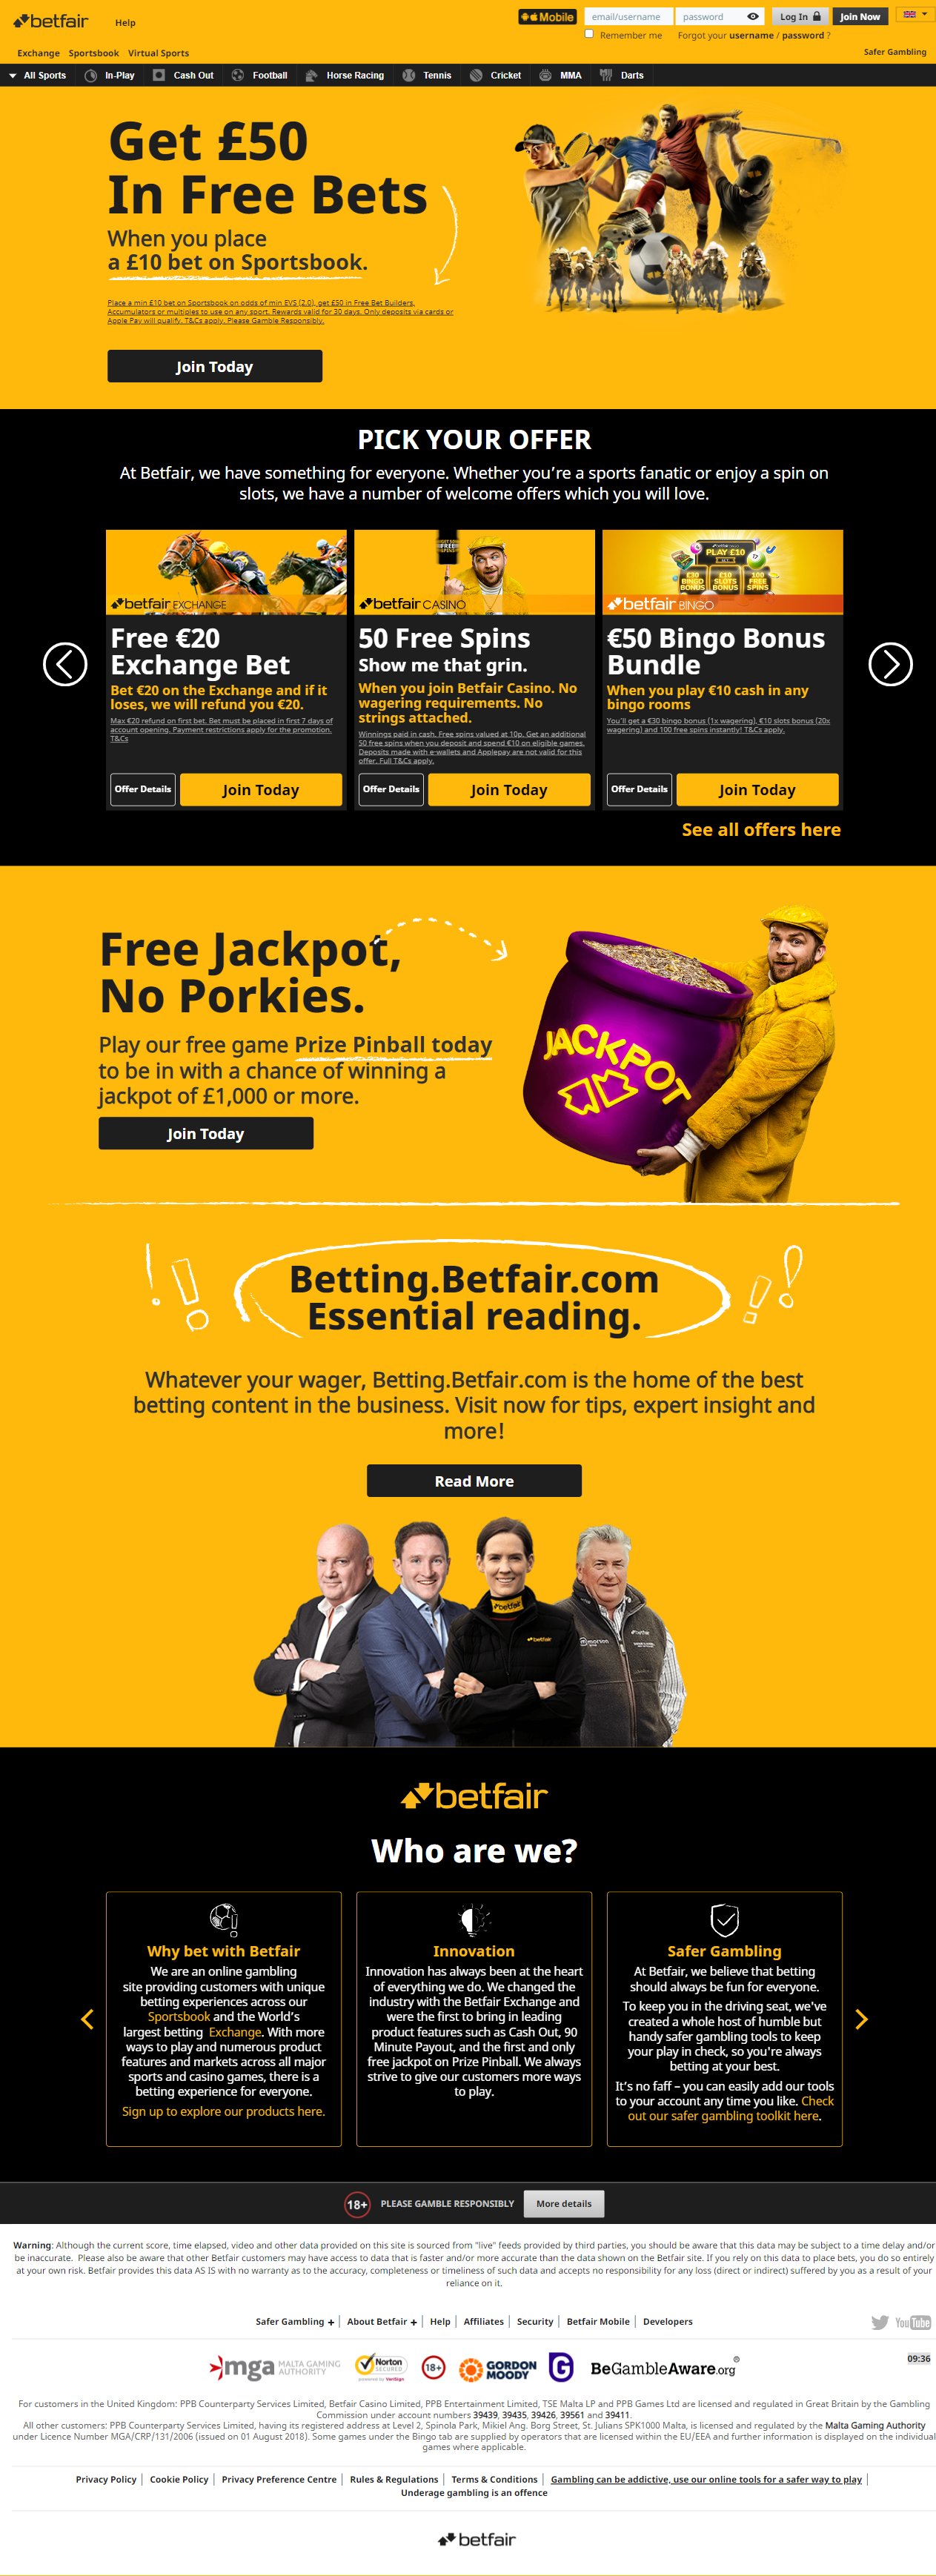 betfair
Help
Mobile
email/username
password
Log In
Join Now
Remember me
Forgot your username / password ?
Exchange Sportsbook Virtual Sports
Safer Gambling
All Sports In-Play Cash Out Football Horse Racing Tennis Cricket MMA Darts
Get £50
In Free Bets
When you place
a £10 bet on Sportsbook.
Place a min £10 bet on Sportsbook on odds of min EVS (2.0), get £50 in Free Bet Builders,
Accumulators or multiples to use on any sport. Rewards valid for 30 days. Only deposits via cards or
Apple Pay will qualify. T&Cs apply. Please Gamble Responsibly.
Join Today
PICK YOUR OFFER
At Betfair, we have something for everyone. Whether you're a sports fanatic or enjoy a spin on
slots, we have a number of welcome offers which you will love.
betfair EXCHANGE
Free €20
Exchange Bet
Bet €20 on the Exchange and if it
loses, we will refund you €20.
Max €20 refund on first bet. Bet must be placed in first 7 days of
account opening. Payment restrictions apply for the promotion.
T&Cs
Offer Details
Join Today
betfair CASINO
50 Free Spins
Show me that grin.
When you join Betfair Casino. No
wagering requirements. No
strings attached.
Winnings paid in cash. Free spins valued at 10p. Get an additional
50 free spins when you deposit and spend €10 on eligible games.
Deposits made with e-wallets and Applepay are not valid for this
offer. Full T&Cs apply.
Offer Details
Join Today
PLAY £10
£30 BINGO BONUS
£10 SLOTS BONUS
100 FREE SPINS
betfair BINGO
€50 Bingo Bonus
Bundle
When you play €10 cash in any
bingo rooms
You'll get a €30 bingo bonus (1x wagering), €10 slots bonus (20x
wagering) and 100 free spins instantly! T&Cs apply.
Offer Details
Join Today
See all offers here
Free Jackpot,
No Porkies.
Play our free game Prize Pinball today
to be in with a chance of winning a
jackpot of £1,000 or more.
Join Today
JACKPOT
Betting.Betfair.com
Essential reading.
Whatever your wager, Betting.Betfair.com is the home of the best
betting content in the business. Visit now for tips, expert insight and
more!
Read More
betfair
betfair
betfair
betfair
Who are we?
Why bet with Betfair
We are an online gambling
site providing customers with unique
betting experiences across our
Sportsbook and the World's
largest betting Exchange. With more
ways to play and numerous product
features and markets across all major
sports and casino games, there is a
betting experience for everyone.
Sign up to explore our products here.
Innovation
Innovation has always been at the heart
of everything we do. We changed the
industry with the Betfair Exchange and
were the first to bring in leading
product features such as Cash Out, 90
Minute Payout, and the first and only
free jackpot on Prize Pinball. We always
strive to give our customers more ways
to play.
Safer Gambling
At Betfair, we believe that betting
should always be fun for everyone.
To keep you in the driving seat, we've
created a whole host of humble but
handy safer gambling tools to keep
your play in check, so you're always
betting at your best.
It's no faff – you can easily add our tools
to your account any time you like. Check
out our safer gambling toolkit here.
18+ PLEASE GAMBLE RESPONSIBLY More details
Warning: Although the current score, time elapsed, video and other data provided on this site is sourced from "live" feeds provided by third parties, you should be aware that this data may be subject to a time delay and/or
be inaccurate. Please also be aware that other Betfair customers may have access to data that is faster and/or more accurate than the data shown on the Betfair site. If you rely on this data to place bets, you do so entirely
at your own risk. Betfair provides this data AS IS with no warranty as to the accuracy, completeness or timeliness of such data and accepts no responsibility for any loss (direct or indirect) suffered by you as a result of your
reliance on it.
Safer Gambling + | About Betfair + | Help | Affiliates | Security | Betfair Mobile | Developers
YouTube
mga MALTA GAMING AUTHORITY
Norton SECURED
powered by VeriSign
18+
GORDON MOODY
G
BeGambleAware.org®
09:36
For customers in the United Kingdom: PPB Counterparty Services Limited, Betfair Casino Limited, PPB Entertainment Limited, TSE Malta LP and PPB Games Ltd are licensed and regulated in Great Britain by the Gambling
Commission under account numbers 39439, 39435, 39426, 39561 and 39411.
All other customers: PPB Counterparty Services Limited, having its registered address at Level 2, Spinola Park, Mikiel Ang. Borg Street, St. Julians SPK1000 Malta, is licensed and regulated by the Malta Gaming Authority
under Licence Number MGA/CRP/131/2006 (issued on 01 August 2018). Some games under the Bingo tab are supplied by operators that are licensed within the EU/EEA and further information is displayed on the individual
games where applicable.
Privacy Policy | Cookie Policy | Privacy Preference Centre | Rules & Regulations | Terms & Conditions | Gambling can be addictive, use our online tools for a safer way to play |
Underage gambling is an offence
betfair